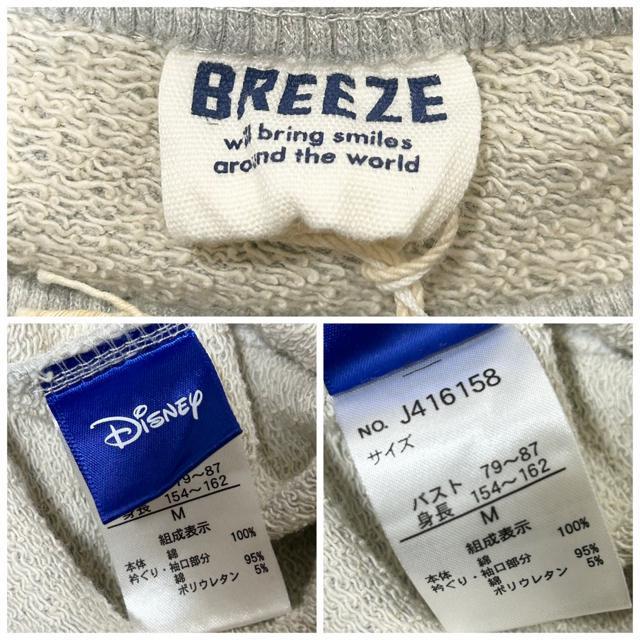 BREEZE
will bring smiles
around the world
Disney
79～87
154～162
M
組成表示
本体 綿 100%
衿ぐり・袖口部分
綿 95%
ポリウレタン 5%
NO. J416158
サイズ
バスト 79～87
身長 154～162
M
組成表示
本体 綿 100%
衿ぐり・袖口部分
綿 95%
ポリウレタン 5%